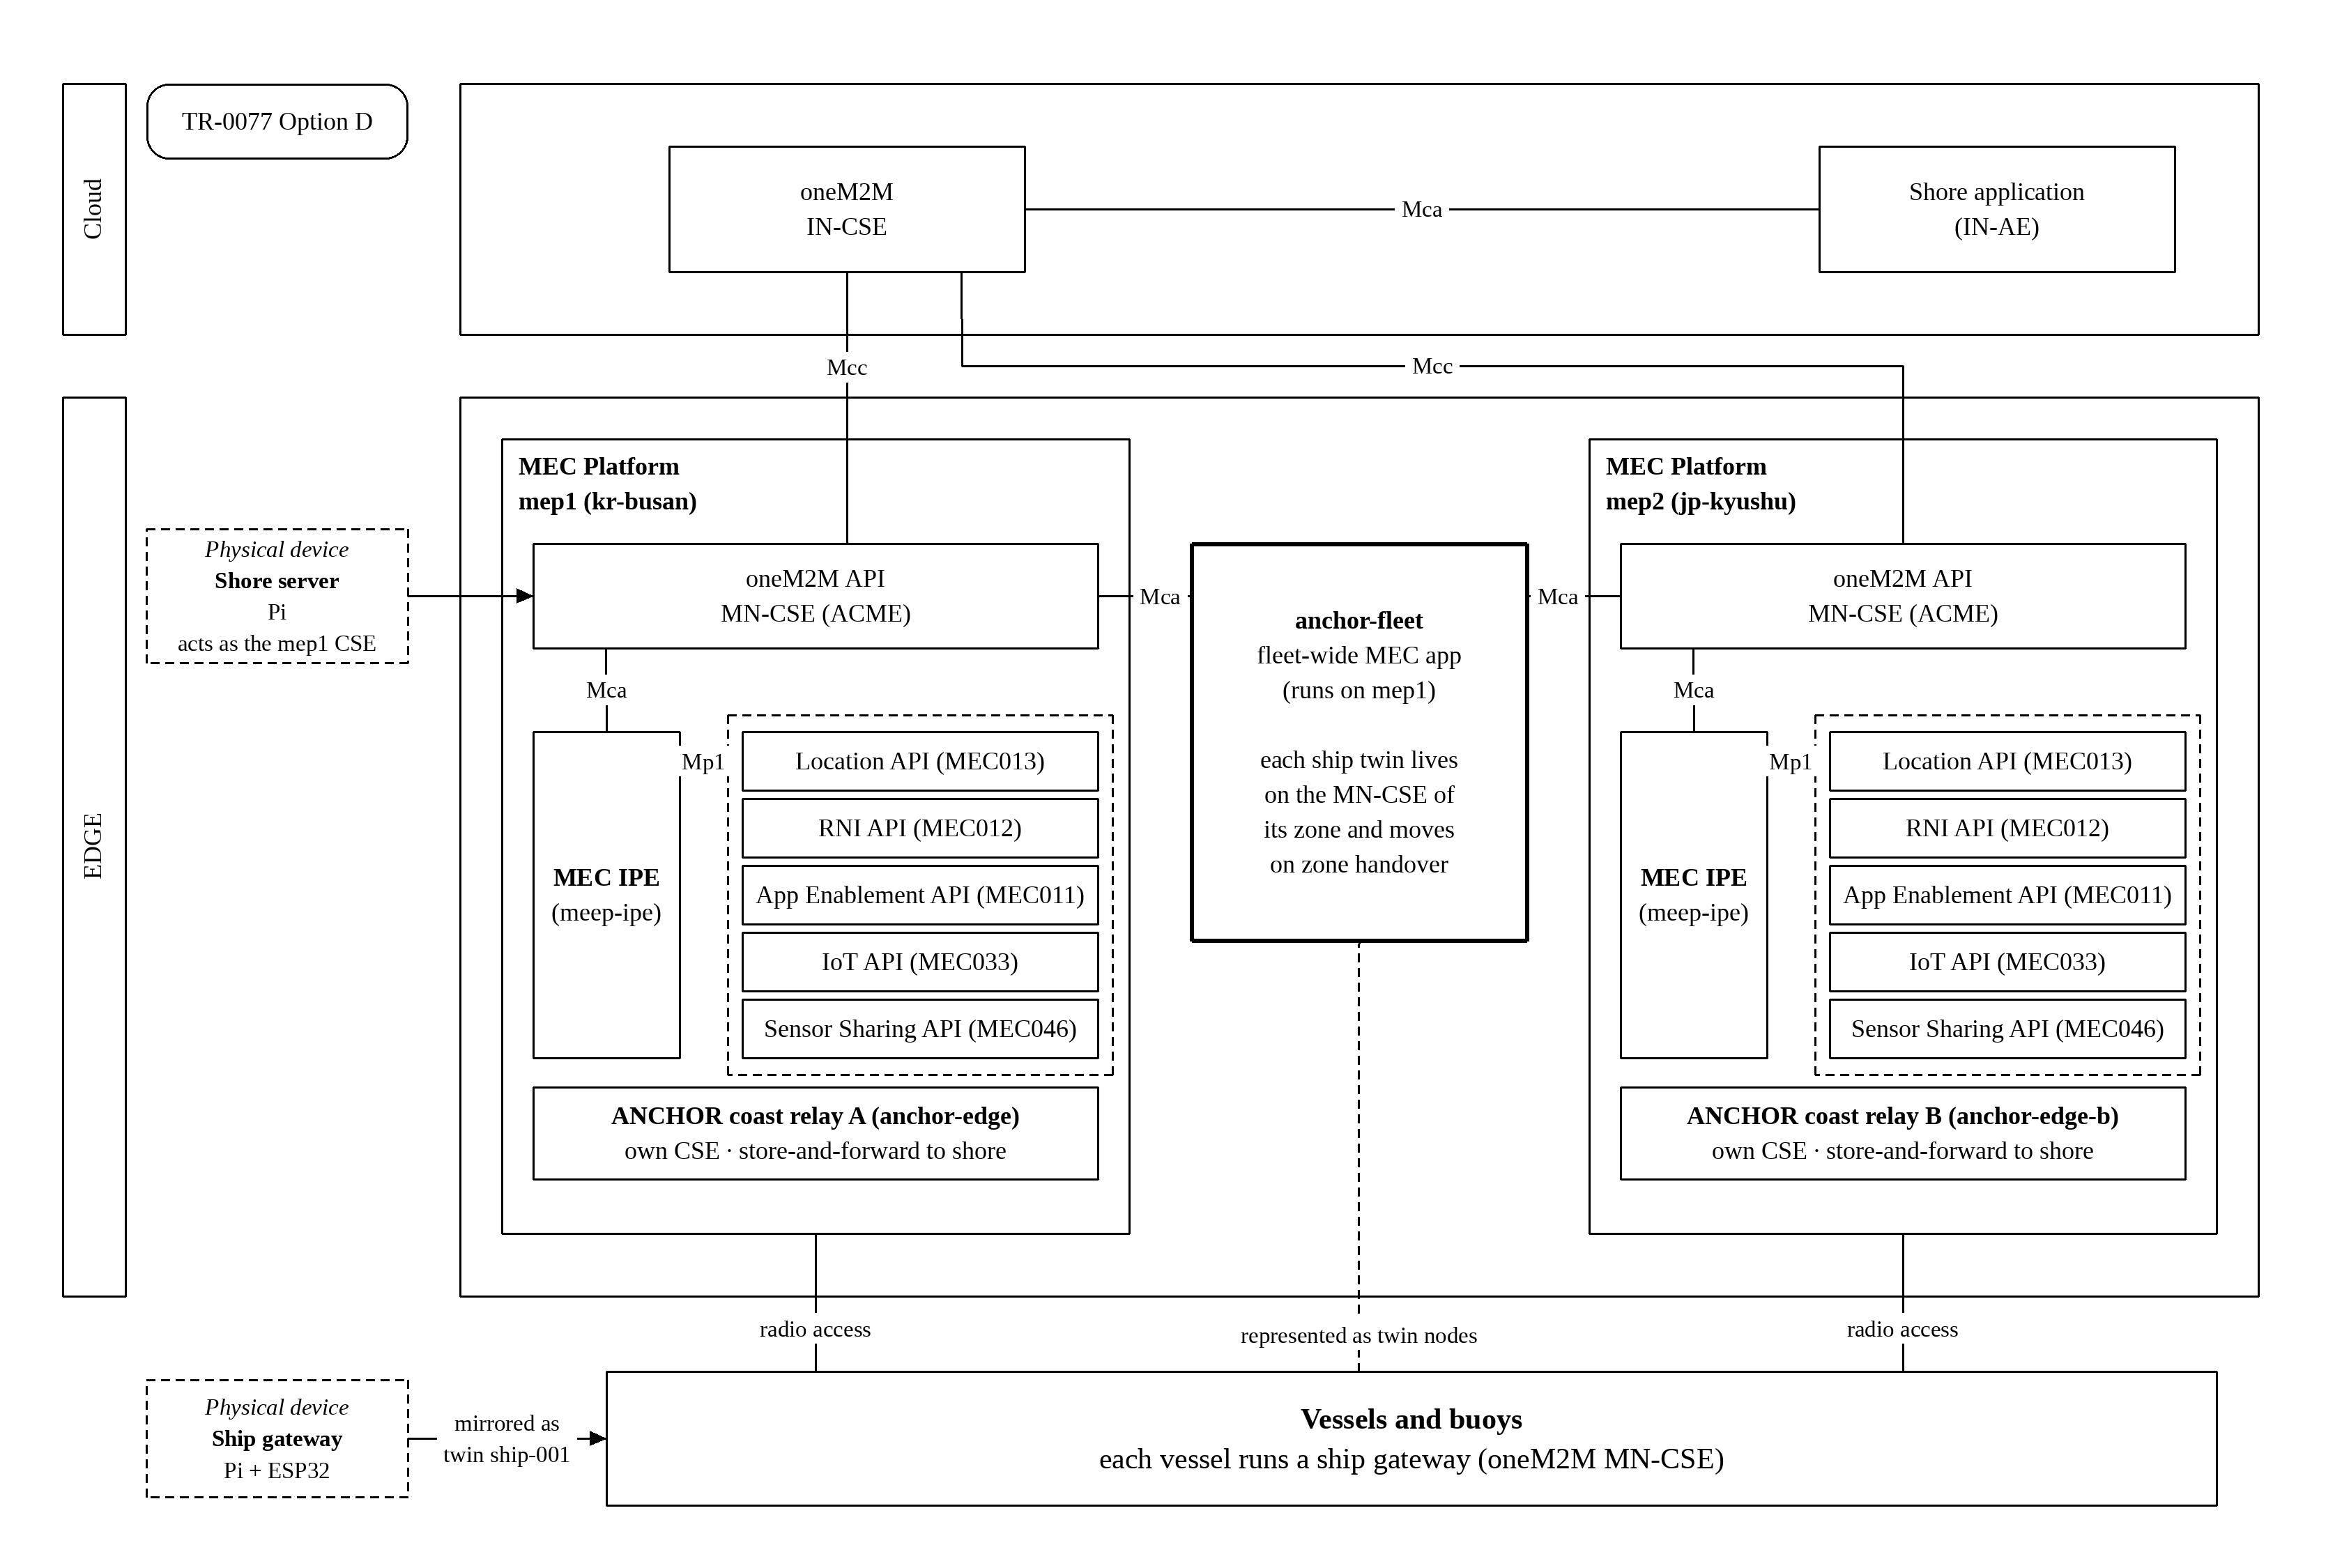 Cloud
TR-0077 Option D
oneM2M
IN-CSE
Mca
Shore application
(IN-AE)
Mcc
Mcc
EDGE
MEC Platform
mep1 (kr-busan)
MEC Platform
mep2 (jp-kyushu)
Physical device
Shore server
Pi
acts as the mep1 CSE
oneM2M API
MN-CSE (ACME)
Mca
anchor-fleet
fleet-wide MEC app
(runs on mep1)
each ship twin lives
on the MN-CSE of
its zone and moves
on zone handover
Mca
oneM2M API
MN-CSE (ACME)
Mca
Mp1
MEC IPE
(meep-ipe)
Location API (MEC013)
RNI API (MEC012)
App Enablement API (MEC011)
IoT API (MEC033)
Sensor Sharing API (MEC046)
ANCHOR coast relay A (anchor-edge)
own CSE · store-and-forward to shore
Mca
Mp1
MEC IPE
(meep-ipe)
Location API (MEC013)
RNI API (MEC012)
App Enablement API (MEC011)
IoT API (MEC033)
Sensor Sharing API (MEC046)
ANCHOR coast relay B (anchor-edge-b)
own CSE · store-and-forward to shore
radio access
represented as twin nodes
radio access
Physical device
Ship gateway
Pi + ESP32
mirrored as
twin ship-001
Vessels and buoys
each vessel runs a ship gateway (oneM2M MN-CSE)